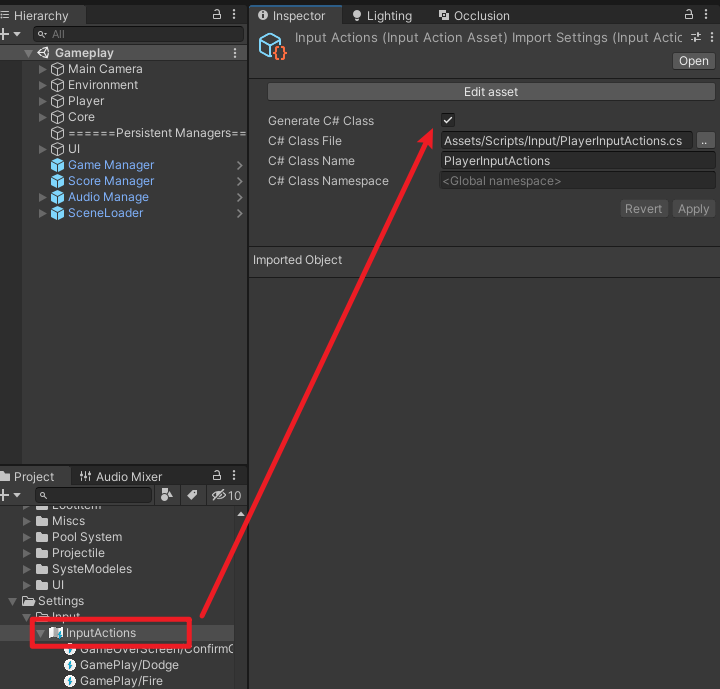 Hierarchy
All
Gameplay
Main Camera
Environment
Player
Core
======Persistent Managers==
UI
Game Manager
Score Manager
Audio Manage
SceneLoader
Project
Audio Mixer
10
LootItem
Miscs
Pool System
Projectile
SysteModeles
UI
Settings
Input
InputActions
GameOverScreen/ConfirmG
GamePlay/Dodge
GamePlay/Fire
Inspector
Lighting
Occlusion
Input Actions (Input Action Asset) Import Settings (Input Actic
Open
Edit asset
Generate C# Class
C# Class File
Assets/Scripts/Input/PlayerInputActions.cs
..
C# Class Name
PlayerInputActions
C# Class Namespace
<Global namespace>
Revert
Apply
Imported Object